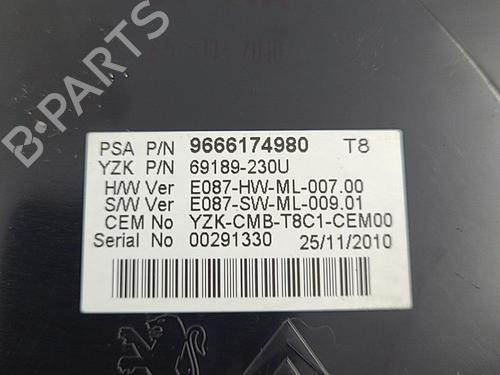 PSA P/N 9666174980 T8
YZK P/N 69189-230U
H/W Ver E087-HW-ML-007.00
S/W Ver E087-SW-ML-009.01
CEM No YZK-CMB-T8C1-CEM00
Serial No 00291330 25/11/2010
B-PARTS